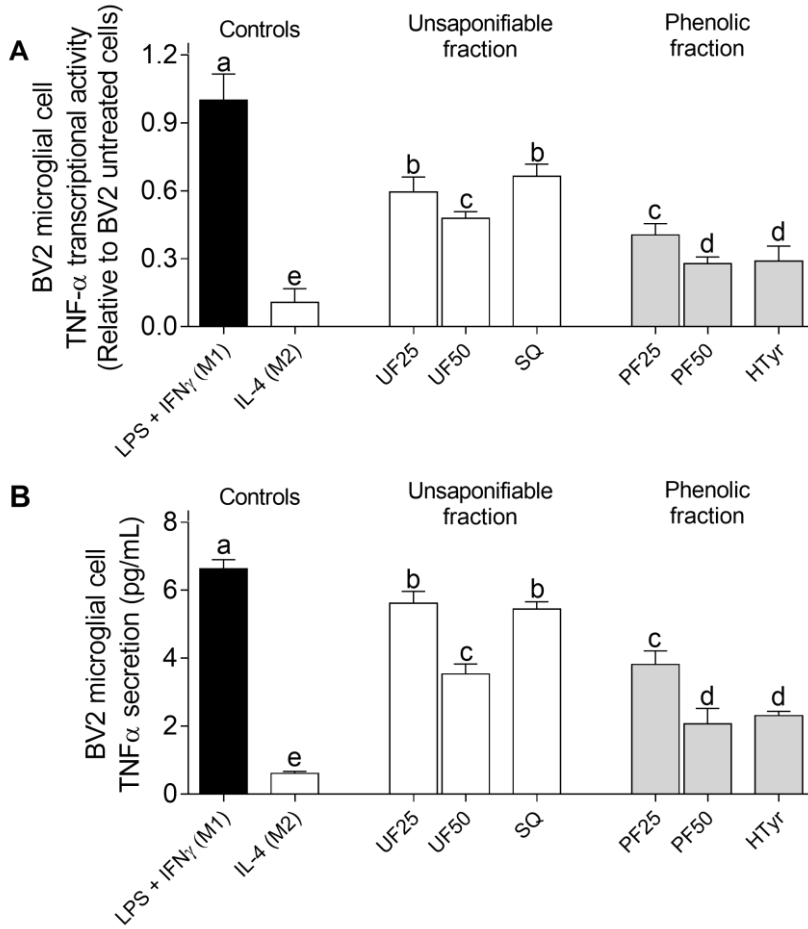 A
Controls
Unsaponifiable
fraction
Phenolic
fraction
BV2 microglial cell
TNF-α transcriptional activity
(Relative to BV2 untreated cells)
1.2
0.9
0.6
0.3
0.0
a
e
b
c
b
c
d
d
LPS + IFNγ (M1)
IL-4 (M2)
UF25
UF50
SQ
PF25
PF50
HTyr
B
Controls
Unsaponifiable
fraction
Phenolic
fraction
BV2 microglial cell
TNFα secretion (pg/mL)
8
6
4
2
0
a
e
b
c
b
c
d
d
LPS + IFNγ (M1)
IL-4 (M2)
UF25
UF50
SQ
PF25
PF50
HTyr